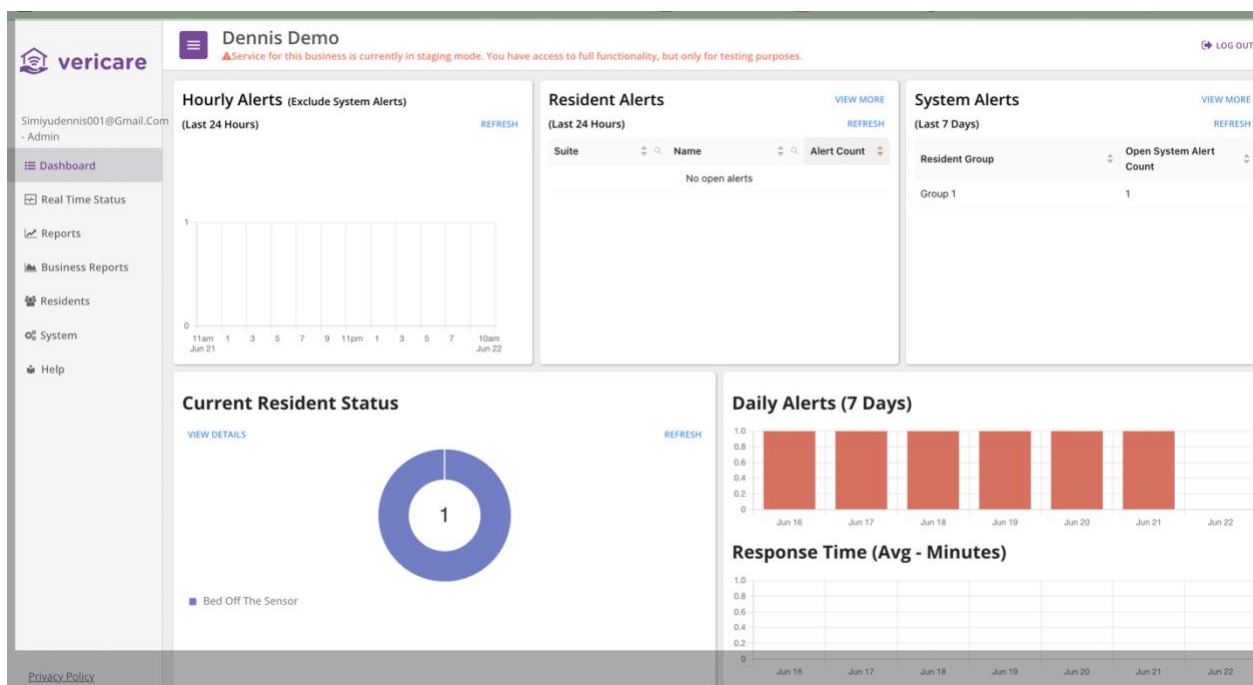 vericare
Simiyudennis001@Gmail.Com
- Admin
Dashboard
Real Time Status
Reports
Business Reports
Residents
System
Help
Privacy Policy
Dennis Demo
Service for this business is currently in staging mode. You have access to full functionality, but only for testing purposes.
LOG OUT
Hourly Alerts (Exclude System Alerts)
(Last 24 Hours) REFRESH
1
0
11am 1 3 5 7 9 11pm 1 3 5 7 10am
Jun 21 Jun 22
Resident Alerts VIEW MORE
(Last 24 Hours) REFRESH
Suite Name Alert Count
No open alerts
System Alerts VIEW MORE
(Last 7 Days) REFRESH
Resident Group Open System Alert
Count
Group 1 1
Current Resident Status
VIEW DETAILS REFRESH
1
Bed Off The Sensor
Daily Alerts (7 Days)
1.0
0.8
0.6
0.4
0.2
0
Jun 16 Jun 17 Jun 18 Jun 19 Jun 20 Jun 21 Jun 22
Response Time (Avg - Minutes)
1.0
0.8
0.6
0.4
0.2
0
Jun 16 Jun 17 Jun 18 Jun 19 Jun 20 Jun 21 Jun 22